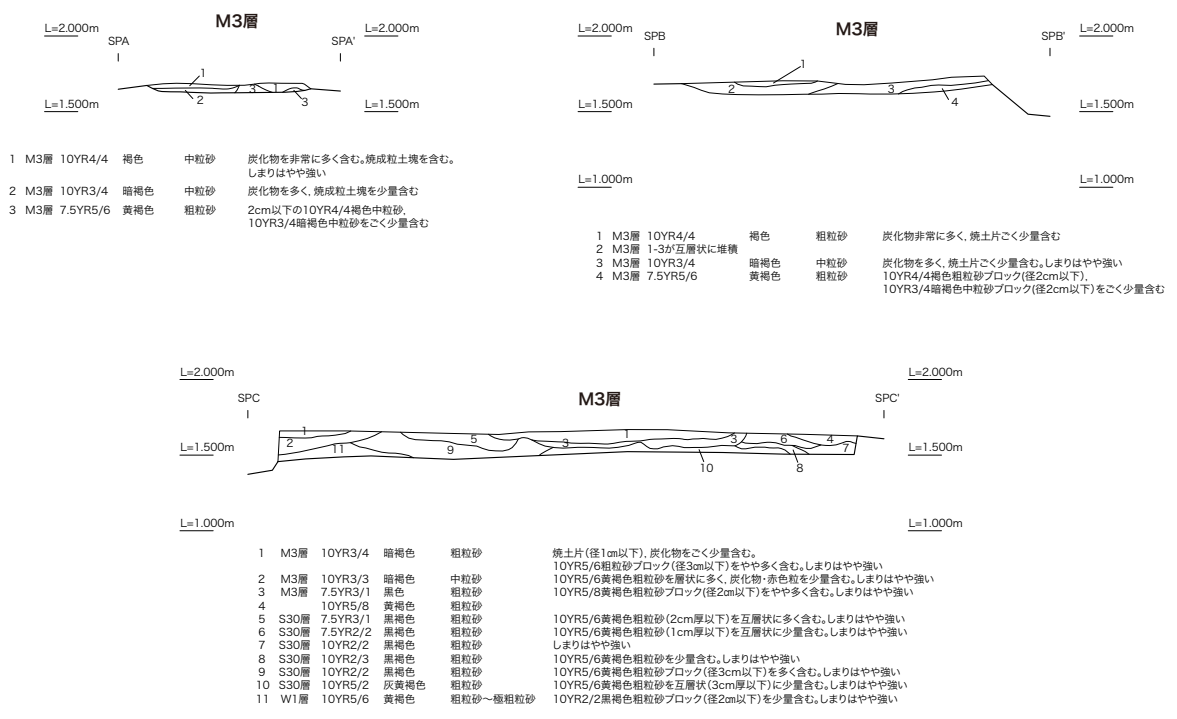 M3層
L=2.000m
L=2.000m
SPA
SPA'
1
3
1
2
3
L=1.500m
L=1.500m
1 M3層 10YR4/4 褐色 中粒砂 炭化物を非常に多く含む。焼成粒土塊を含む。
しまりはやや強い
2 M3層 10YR3/4 暗褐色 中粒砂 炭化物を多く, 焼成粒土塊を少量含む
3 M3層 7.5YR5/6 黄褐色 粗粒砂 2cm以下の10YR4/4褐色中粒砂,
10YR3/4暗褐色中粒砂をごく少量含む
M3層
L=2.000m
L=2.000m
SPB
SPB'
1
2
3
4
L=1.500m
L=1.500m
L=1.000m
L=1.000m
1 M3層 10YR4/4 褐色 粗粒砂 炭化物非常に多く, 焼土片ごく少量含む
2 M3層 1-3が互層状に堆積
3 M3層 10YR3/4 暗褐色 中粒砂 炭化物を多く, 焼土片ごく少量含む。しまりはやや強い
4 M3層 7.5YR5/6 黄褐色 粗粒砂 10YR4/4褐色粗粒砂ブロック(径2cm以下),
10YR3/4暗褐色中粒砂ブロック(径2cm以下)をごく少量含む
L=2.000m
L=2.000m
SPC
M3層
SPC'
1
2
11
5
9
3
1
3
6
4
7
10
8
L=1.500m
L=1.500m
L=1.000m
L=1.000m
1 M3層 10YR3/4 暗褐色 粗粒砂 焼土片(径1㎝以下), 炭化物をごく少量含む。
10YR5/6粗粒砂ブロック(径3㎝以下)をやや多く含む。しまりはやや強い
2 M3層 10YR3/3 暗褐色 中粒砂 10YR5/6黄褐色粗粒砂を層状に多く, 炭化物・赤色粒を少量含む。しまりはやや強い
3 M3層 7.5YR3/1 黒色 粗粒砂 10YR5/8黄褐色粗粒砂ブロック(径2㎝以下)をやや多く含む。しまりはやや強い
4 10YR5/8 黄褐色 粗粒砂
5 S30層 7.5YR3/1 黒褐色 粗粒砂 10YR5/6黄褐色粗粒砂(2cm厚以下)を互層状に多く含む。しまりはやや強い
6 S30層 7.5YR2/2 黒褐色 粗粒砂 10YR5/6黄褐色粗粒砂(1cm厚以下)を互層状に少量含む。しまりはやや強い
7 S30層 10YR2/2 黒褐色 粗粒砂 しまりはやや強い
8 S30層 10YR2/3 黒褐色 粗粒砂 10YR5/6黄褐色粗粒砂を少量含む。しまりはやや強い
9 S30層 10YR2/2 黒褐色 粗粒砂 10YR5/6黄褐色粗粒砂ブロック(径3cm以下)を多く含む。しまりはやや強い
10 S30層 10YR5/2 灰黄褐色 粗粒砂 10YR5/6黄褐色粗粒砂を互層状(3cm厚以下)に少量含む。しまりはやや強い
11 W1層 10YR5/6 黄褐色 粗粒砂～極粗粒砂 10YR2/2黒褐色粗粒砂ブロック(径2㎝以下)を少量含む。しまりはやや強い